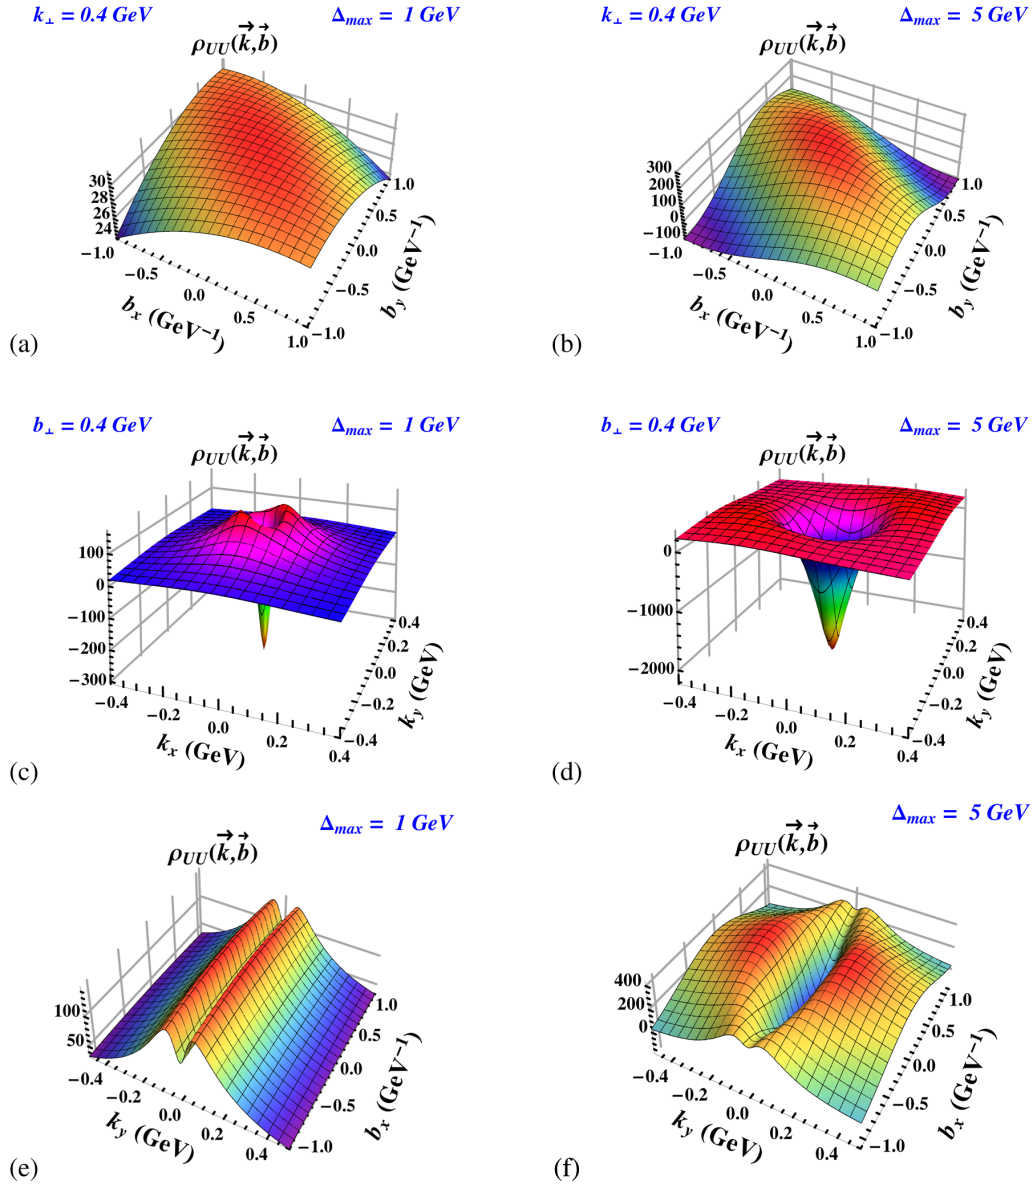 k⊥ = 0.4 GeV Δmax = 1 GeV
ρUU(k⃗,b⃗)
30
28
26
24
−1.0
−0.5
0.0
0.5
1.0
bx (GeV−1)
−1.0
−0.5
0.0
0.5
1.0
by (GeV−1)
(a)
k⊥ = 0.4 GeV Δmax = 5 GeV
ρUU(k⃗,b⃗)
300
200
100
0
−100
−1.0
−0.5
0.0
0.5
1.0
bx (GeV−1)
−1.0
−0.5
0.0
0.5
1.0
by (GeV−1)
(b)
b⊥ = 0.4 GeV Δmax = 1 GeV
ρUU(k⃗,b⃗)
100
0
−100
−200
−300
−0.4
−0.2
0.0
0.2
0.4
kx (GeV)
−0.4
−0.2
0.0
0.2
0.4
ky (GeV)
(c)
b⊥ = 0.4 GeV Δmax = 5 GeV
ρUU(k⃗,b⃗)
0
−1000
−2000
−0.4
−0.2
0.0
0.2
0.4
kx (GeV)
−0.4
−0.2
0.0
0.2
0.4
ky (GeV)
(d)
Δmax = 1 GeV
ρUU(k⃗,b⃗)
100
50
−0.4
−0.2
0.0
0.2
0.4
ky (GeV)
−1.0
−0.5
0.0
0.5
1.0
bx (GeV−1)
(e)
Δmax = 5 GeV
ρUU(k⃗,b⃗)
400
200
0
−0.4
−0.2
0.0
0.2
0.4
ky (GeV)
−1.0
−0.5
0.0
0.5
1.0
bx (GeV−1)
(f)